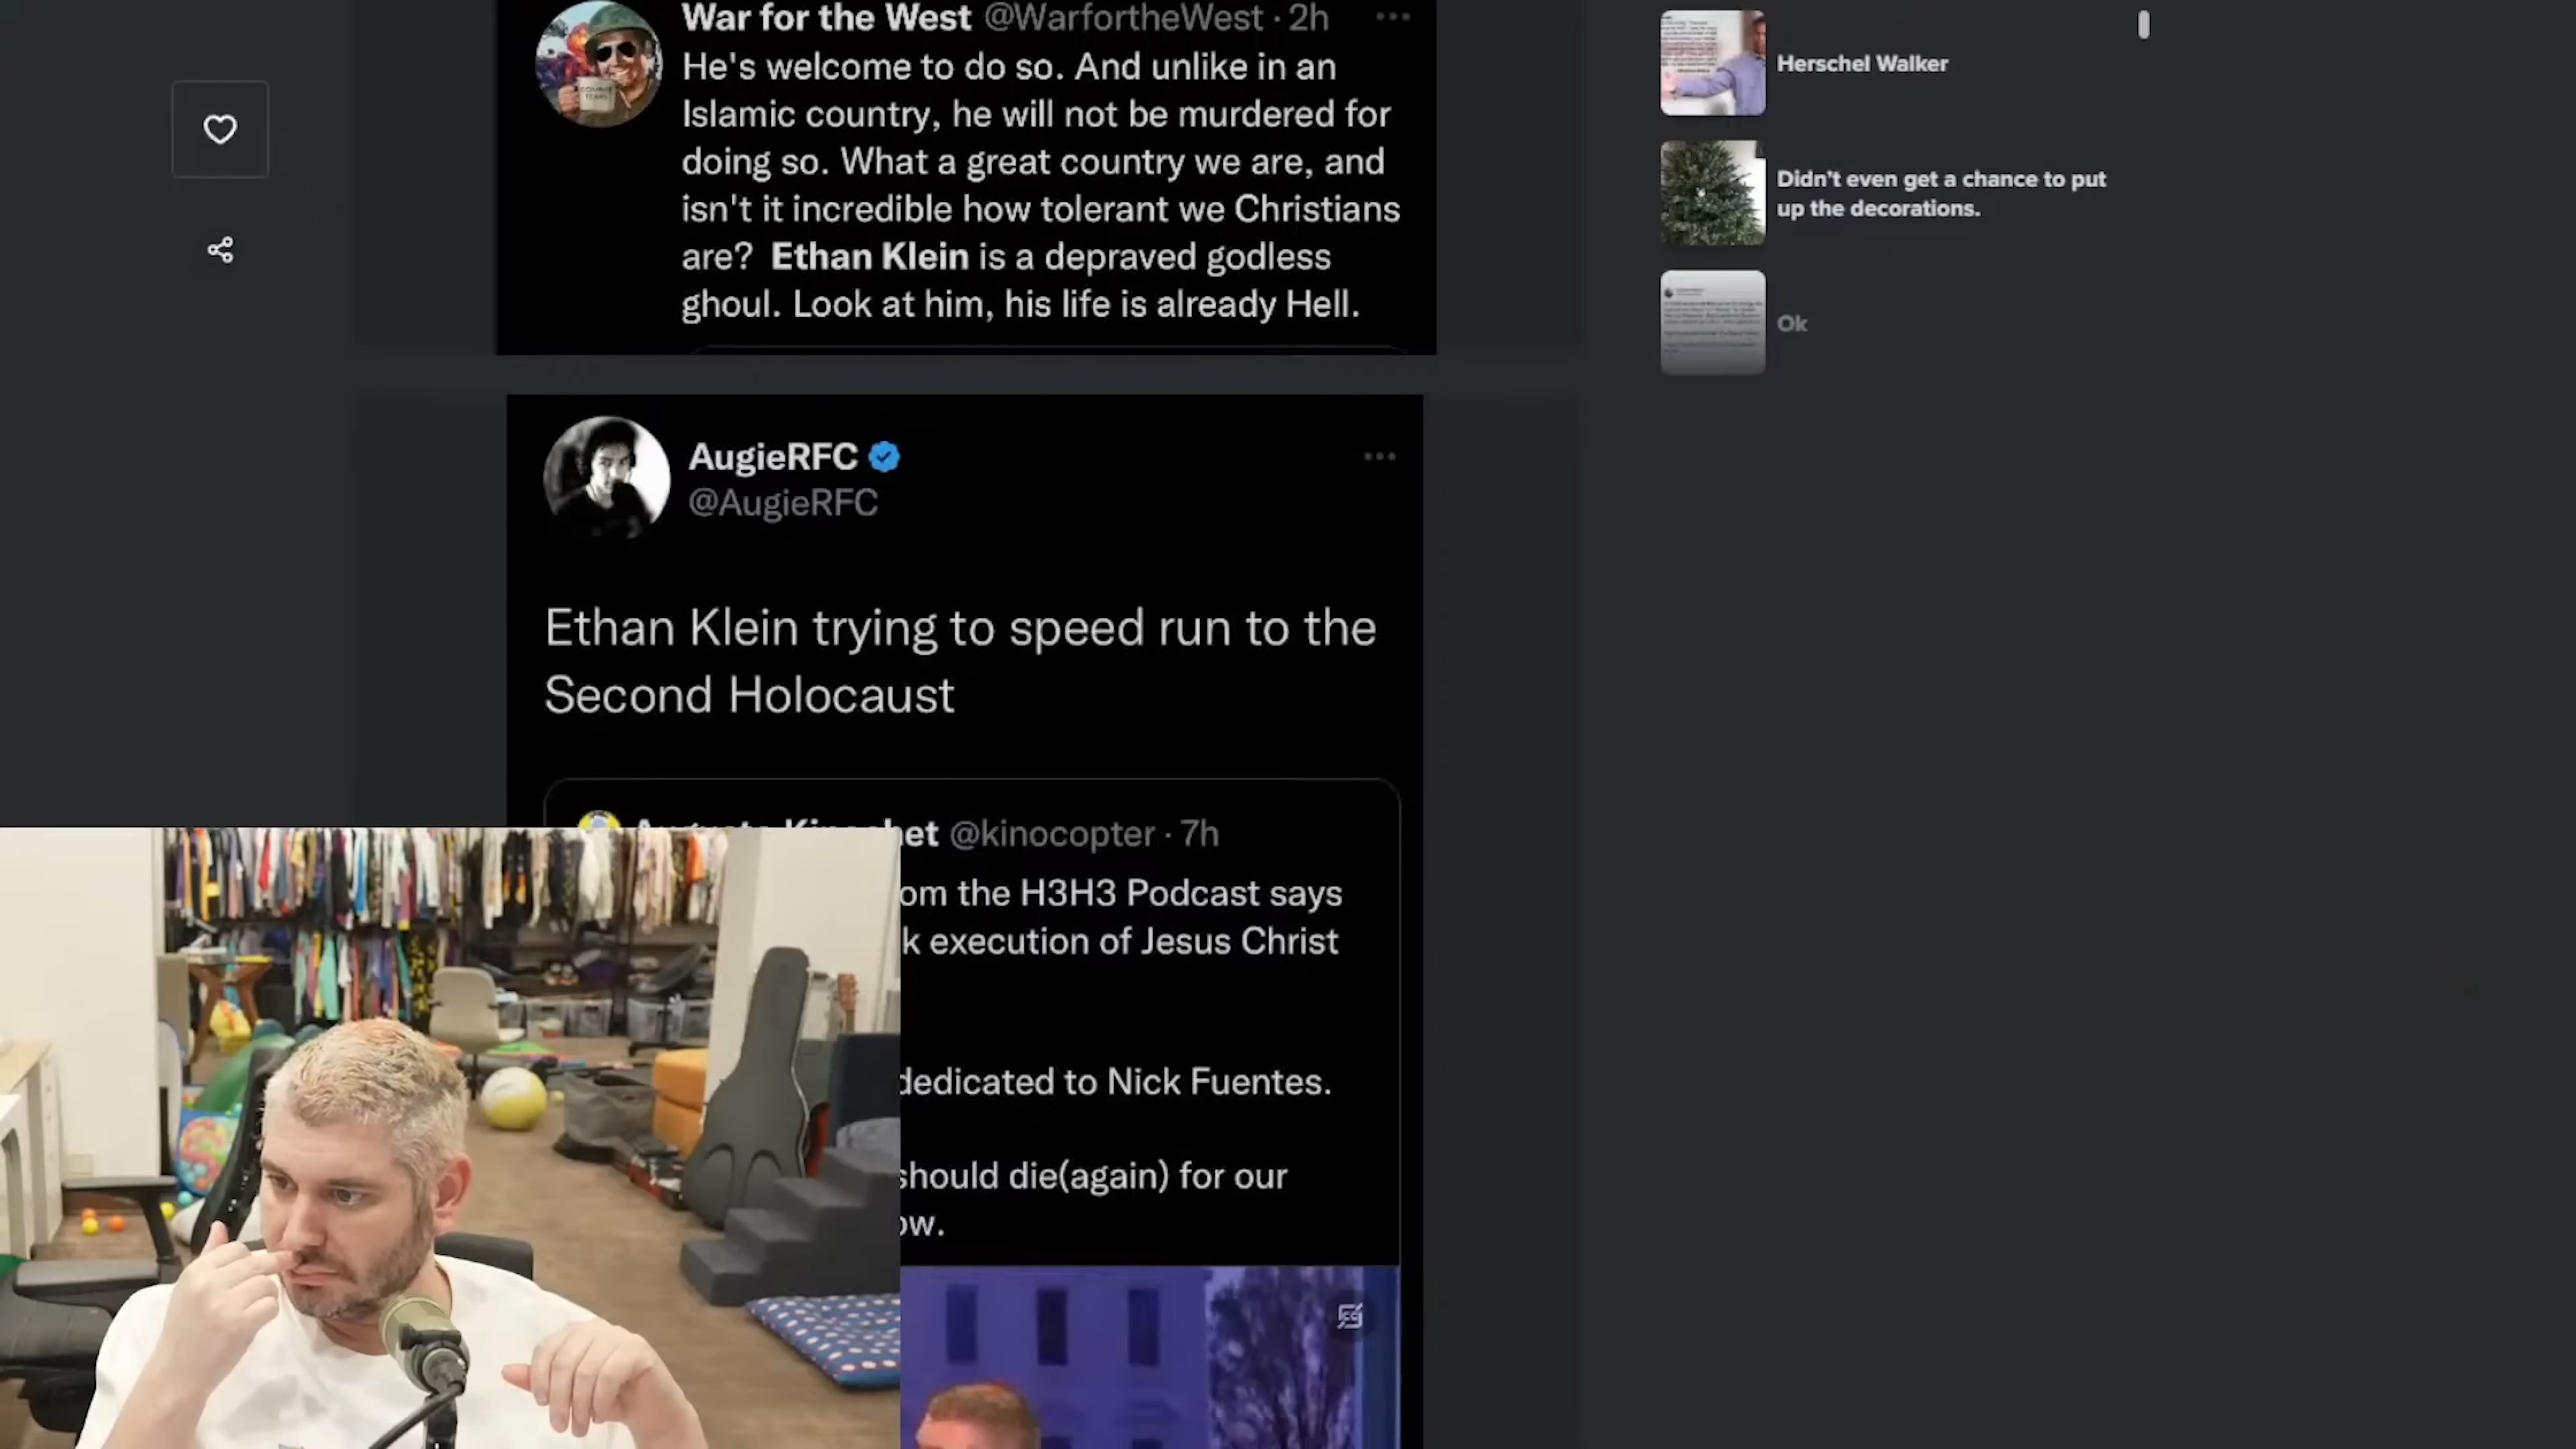 War for the West @WarfortheWest · 2h
He's welcome to do so. And unlike in an
Islamic country, he will not be murdered for
doing so. What a great country we are, and
isn't it incredible how tolerant we Christians
are? Ethan Klein is a depraved godless
ghoul. Look at him, his life is already Hell.
AugieRFC
@AugieRFC
Ethan Klein trying to speed run to the
Second Holocaust
@kinocopter · 7h
the H3H3 Podcast says
execution of Jesus Christ
dedicated to Nick Fuentes.
should die(again) for our
Herschel Walker
Didn't even get a chance to put
up the decorations.
Ok